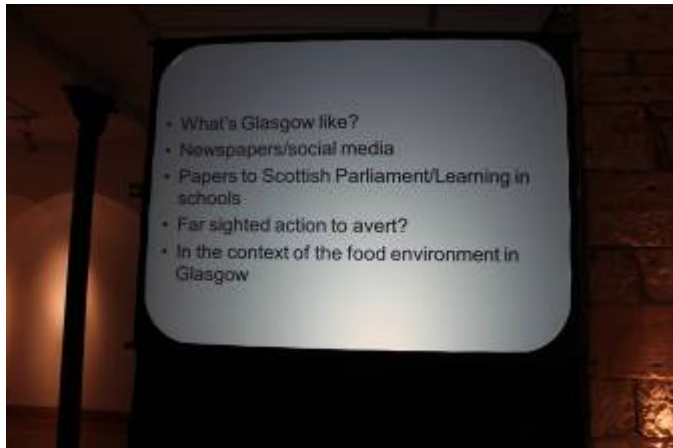 • What's Glasgow like?
• Newspapers/social media
• Papers to Scottish Parliament/Learning in
schools
• Far sighted action to avert?
• In the context of the food environment in
Glasgow